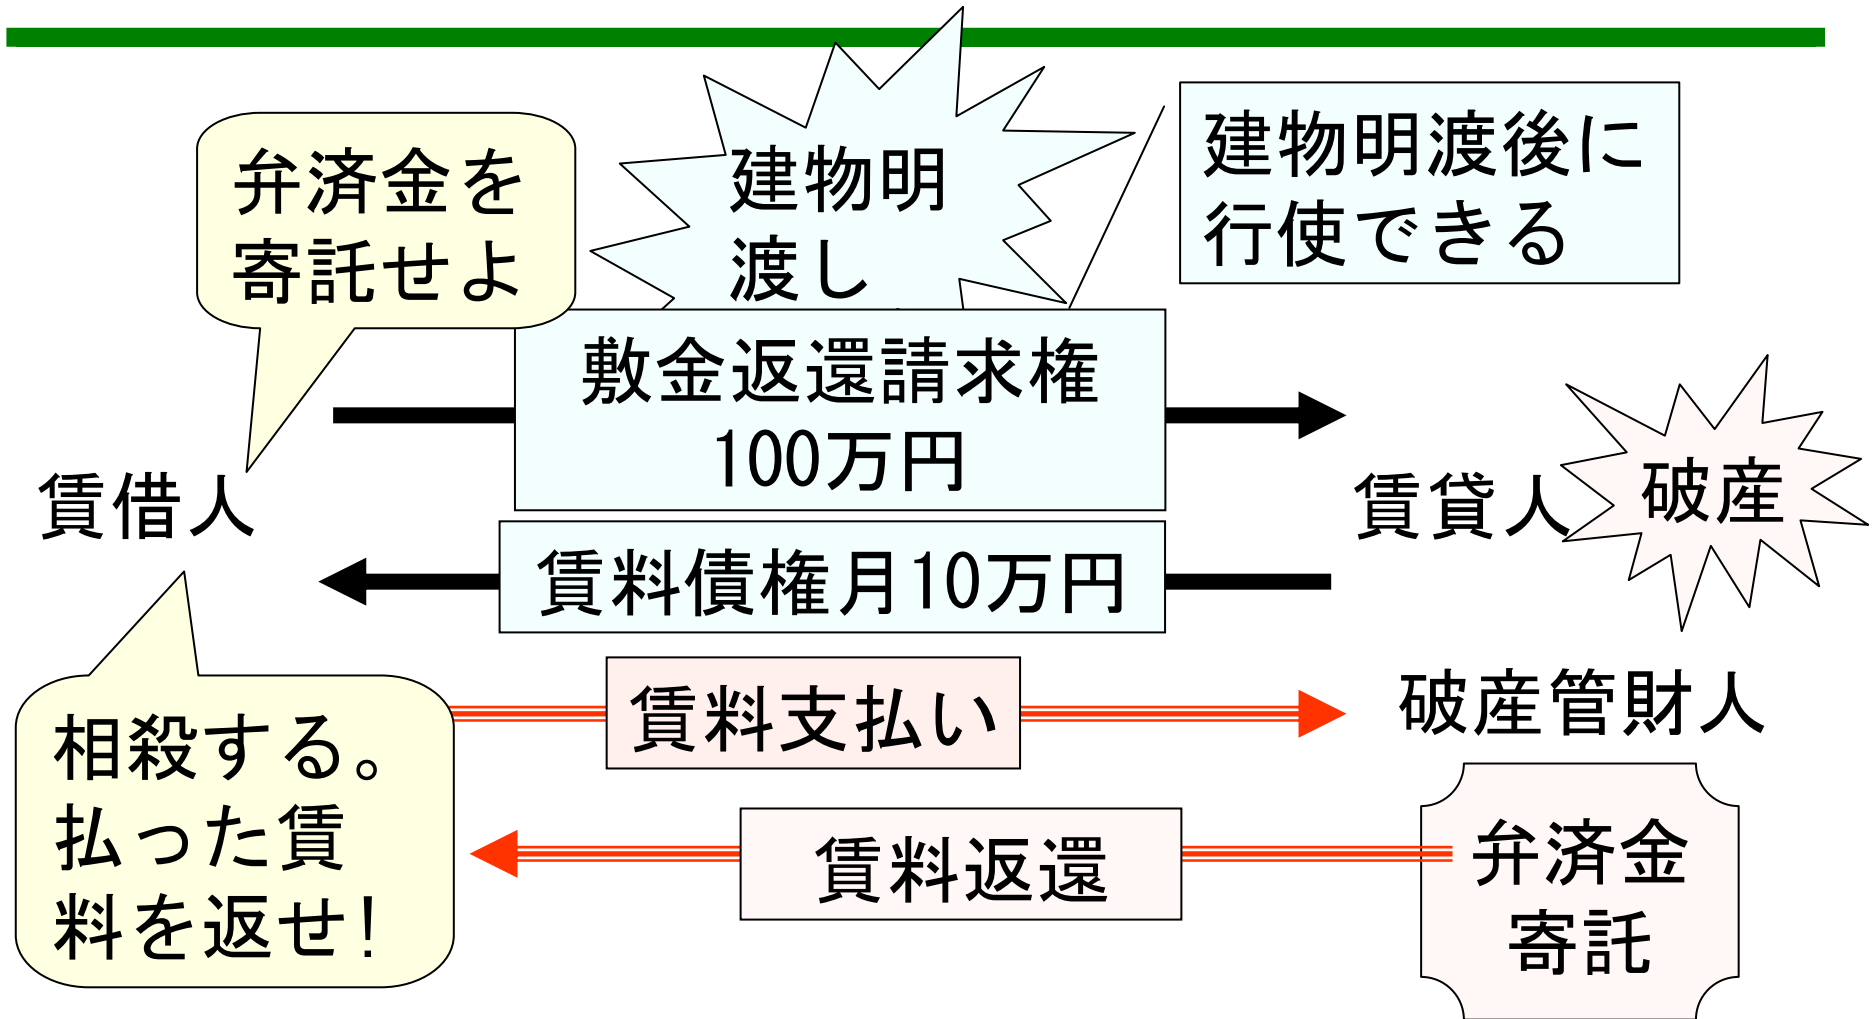 弁済金を
寄託せよ
建物明
渡し
建物明渡後に
行使できる
敷金返還請求権
100万円
賃借人
賃貸人
破産
賃料債権月10万円
賃料支払い
破産管財人
相殺する。
払った賃
料を返せ!
賃料返還
弁済金
寄託